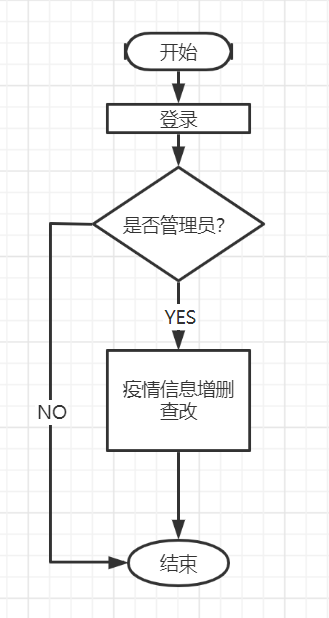 开始
登录
是否管理员？
YES
疫情信息增删
查改
NO
结束